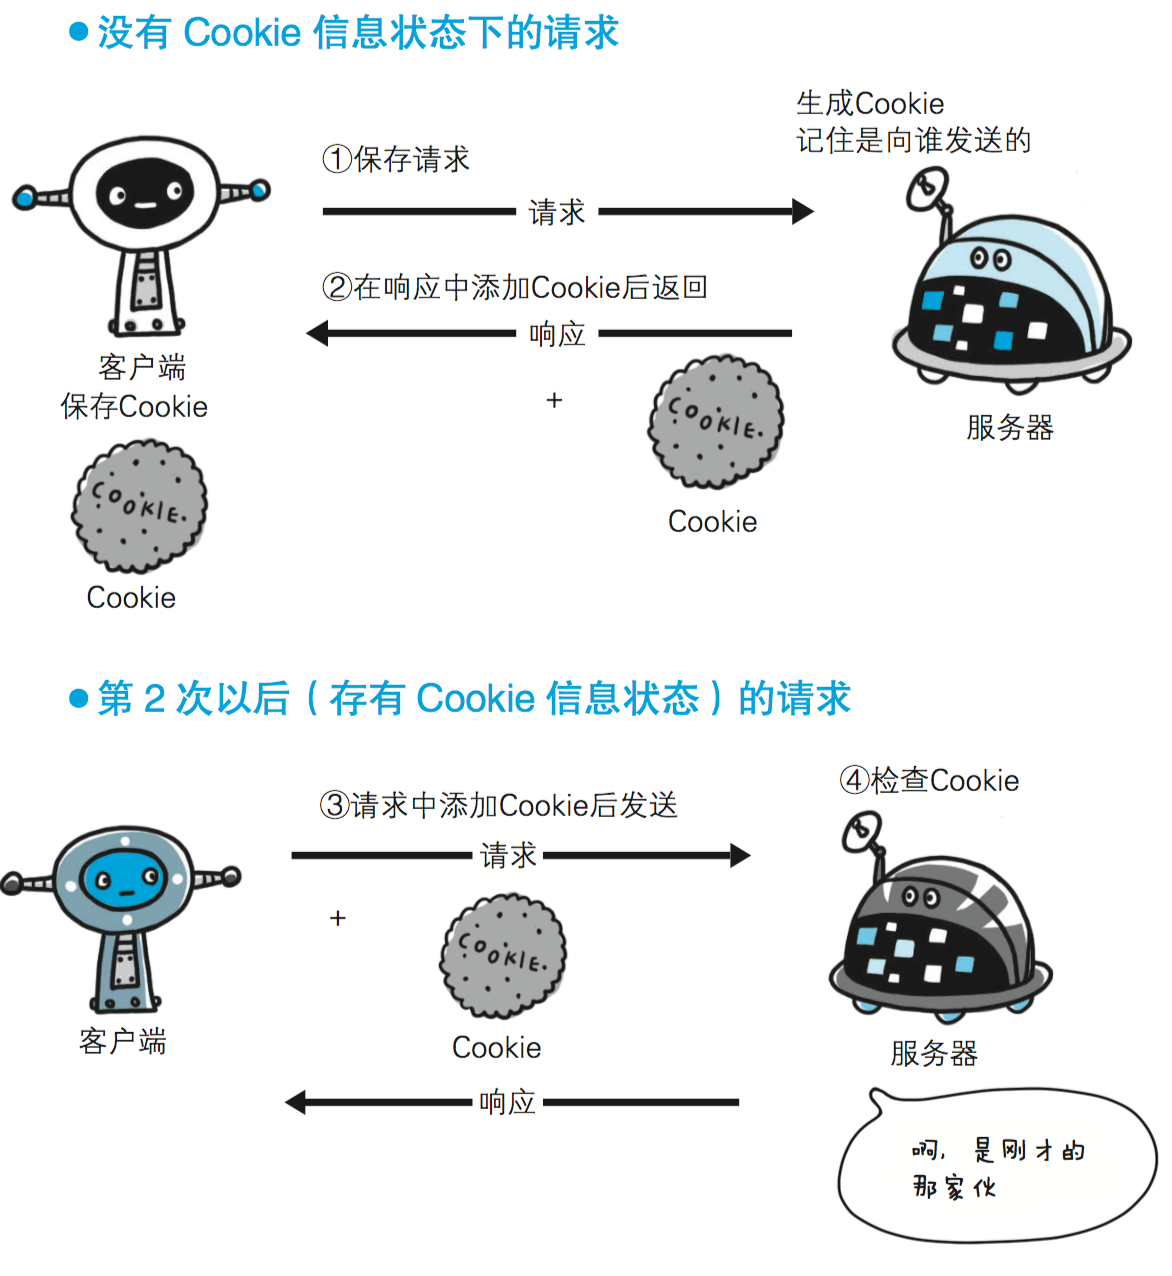 ●没有 Cookie 信息状态下的请求
生成Cookie
记住是向谁发送的
①保存请求
请求
②在响应中添加Cookie后返回
响应
客户端
保存Cookie
+
COOKIE.
服务器
COOKIE.
Cookie
Cookie
●第 2 次以后（存有 Cookie 信息状态）的请求
④检查Cookie
③请求中添加Cookie后发送
请求
+
COOKIE.
客户端
Cookie
服务器
响应
啊, 是刚才的
那家伙